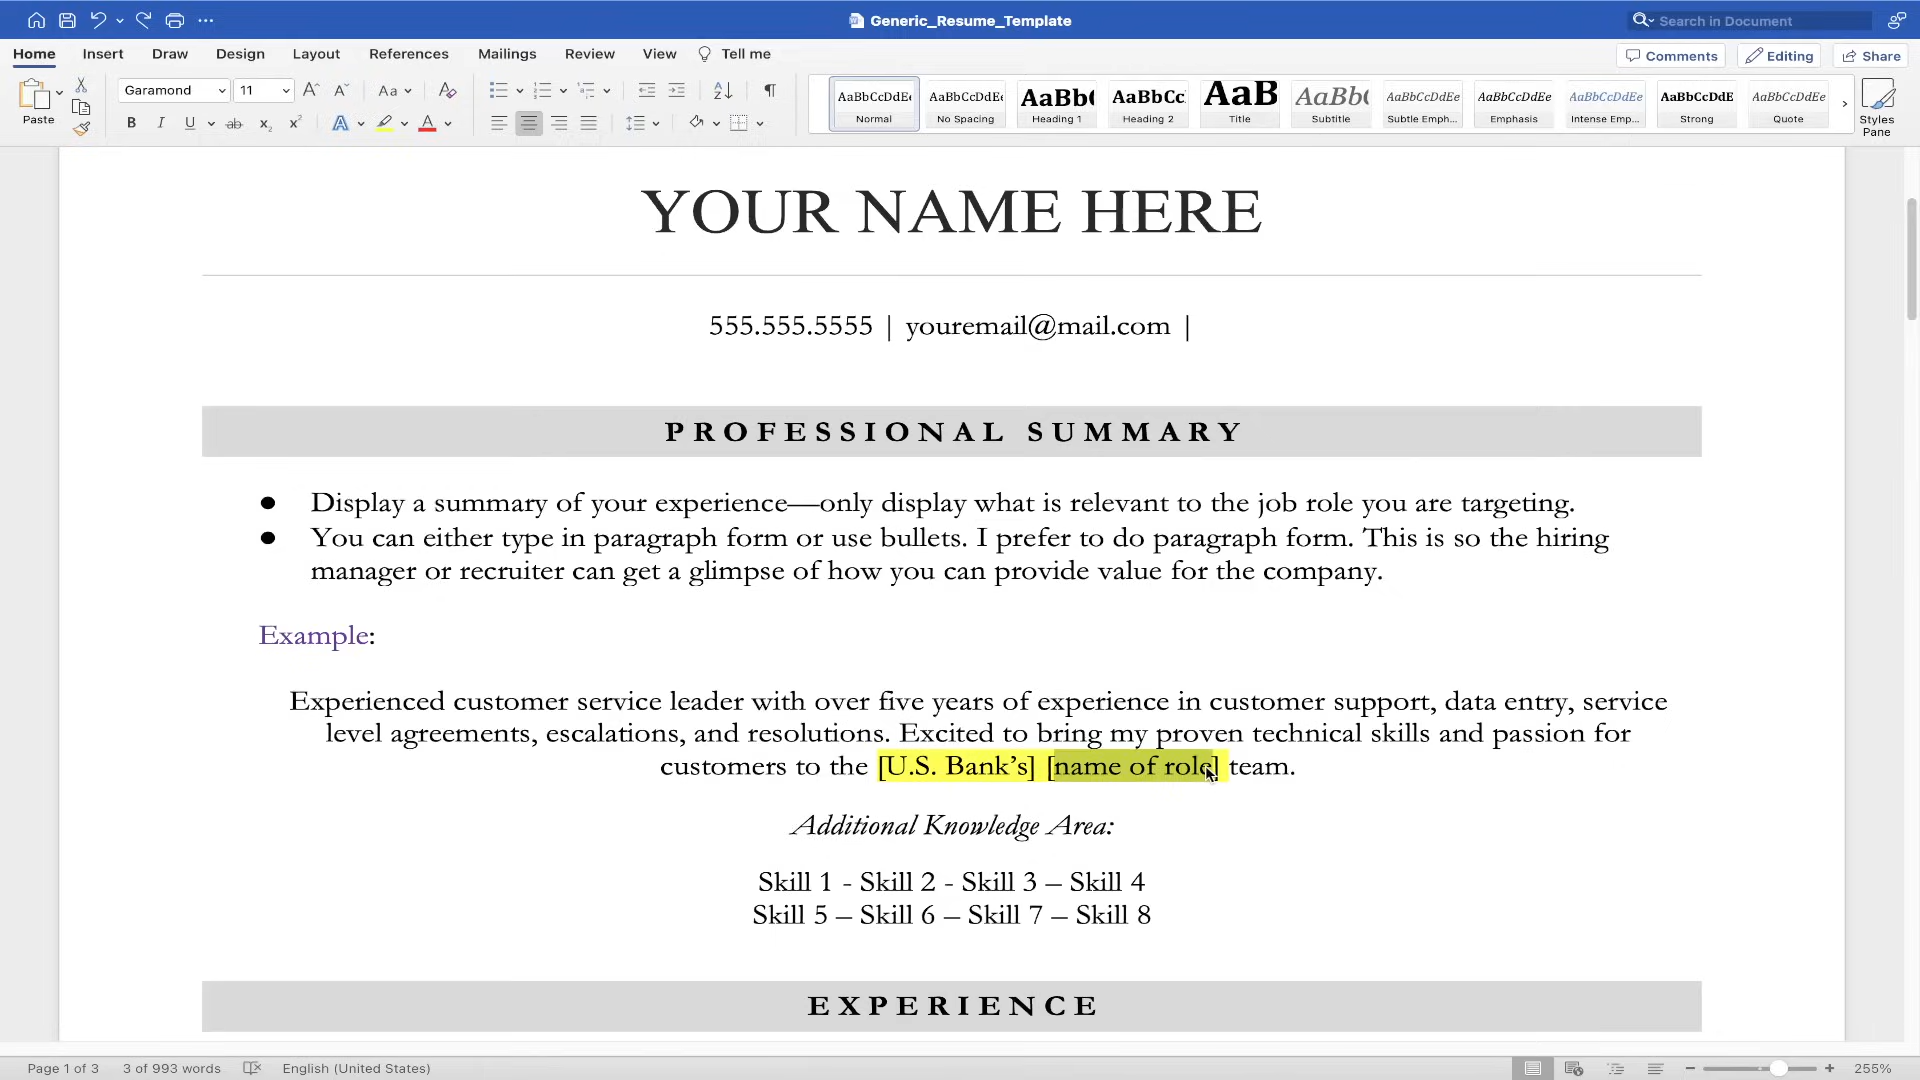 Generic_Resume_Template
Search in Document
Home Insert Draw Design Layout References Mailings Review View Tell me
Comments Editing Share
Paste
Garamond 11 Aa
B I U ab x₂ x² A A
AaBbCcDdEe Normal
AaBbCcDdEe No Spacing
AaBb( Heading 1
AaBbCc Heading 2
AaB Title
AaBb( Subtitle
AaBbCcDdEe Subtle Emph...
AaBbCcDdEe Emphasis
AaBbCcDdEe Intense Emp...
AaBbCcDdE Strong
AaBbCcDdEe Quote
Styles Pane
YOUR NAME HERE
555.555.5555 | youremail@mail.com |
PROFESSIONAL SUMMARY
● Display a summary of your experience—only display what is relevant to the job role you are targeting.
● You can either type in paragraph form or use bullets. I prefer to do paragraph form. This is so the hiring
manager or recruiter can get a glimpse of how you can provide value for the company.
Example:
Experienced customer service leader with over five years of experience in customer support, data entry, service
level agreements, escalations, and resolutions. Excited to bring my proven technical skills and passion for
customers to the [U.S. Bank’s] [name of role] team.
Additional Knowledge Area:
Skill 1 - Skill 2 - Skill 3 – Skill 4
Skill 5 – Skill 6 – Skill 7 – Skill 8
EXPERIENCE
Page 1 of 3 3 of 993 words English (United States) 255%